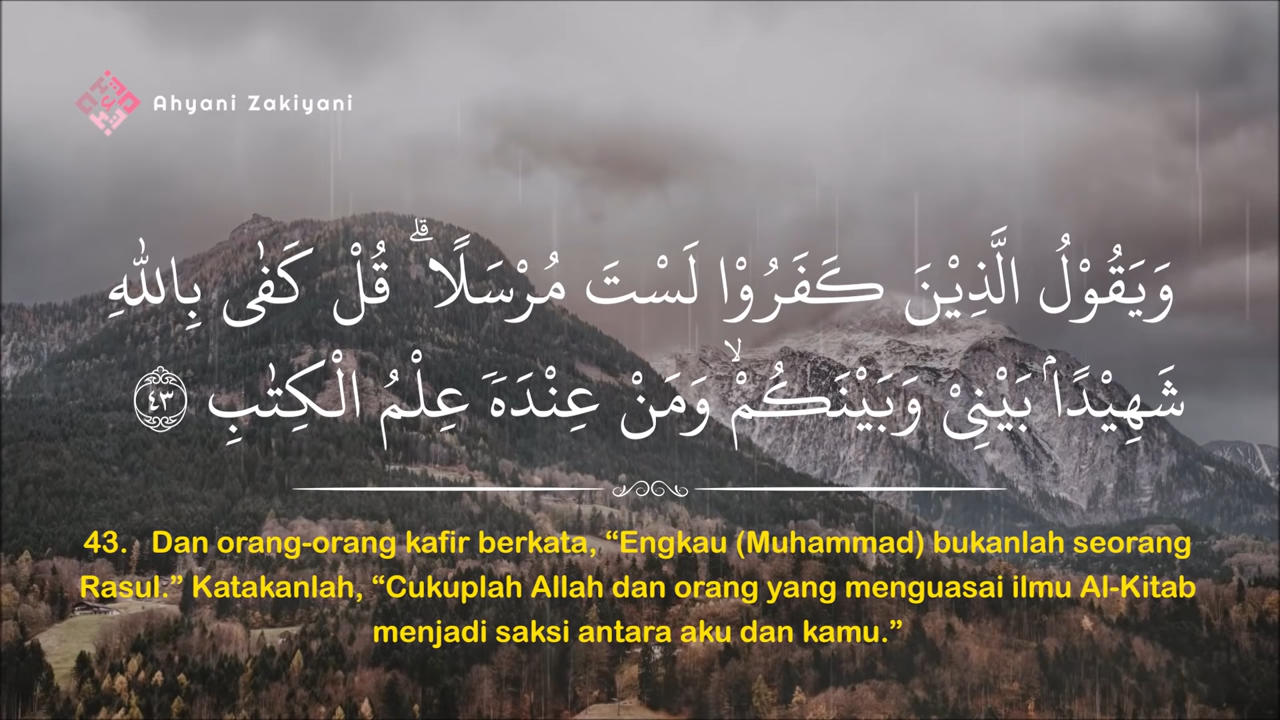 Ahyani Zakiyani
وَيَقُوْلُ الَّذِيْنَ كَفَرُوْا لَسْتَ مُرْسَلًا ۗ قُلْ كَفٰى بِاللّٰهِ
شَهِيْدًاۢ بَيْنِيْ وَبَيْنَكُمْۙ وَمَنْ عِنْدَهَٗ عِلْمُ الْكِتٰبِ ٤٣
43. Dan orang-orang kafir berkata, “Engkau (Muhammad) bukanlah seorang
Rasul.” Katakanlah, “Cukuplah Allah dan orang yang menguasai ilmu Al-Kitab
menjadi saksi antara aku dan kamu.”